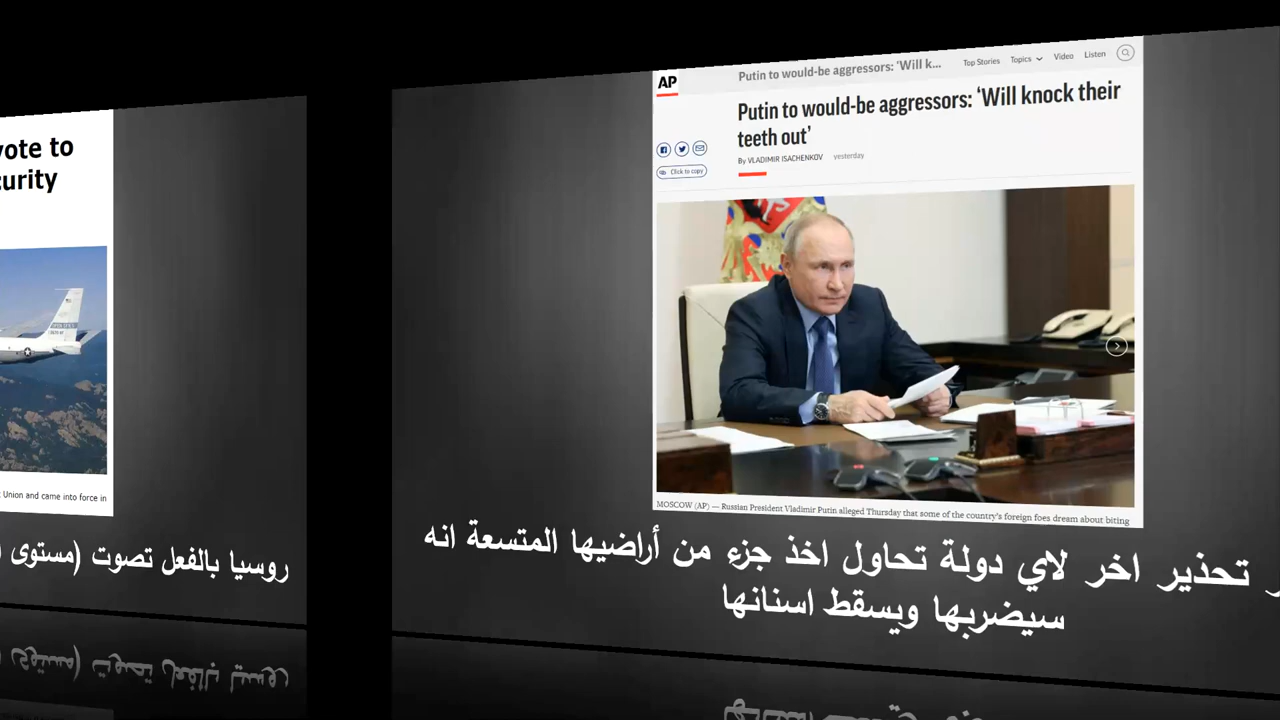 vote to
Union and came into force in
روسيا بالفعل تصوت (مستوى
AP
Putin to would-be aggressors: ‘Will k...
Top Stories
Topics
Video
Listen
Putin to would-be aggressors: ‘Will knock their
teeth out’
By VLADIMIR ISACHENKOV
yesterday
Click to copy
MOSCOW (AP) — Russian President Vladimir Putin alleged Thursday that some of the country's foreign foes dream about biting
تحذير اخر لاي دولة تحاول اخذ جزء من أراضيها المتسعة انه
سيضربها ويسقط اسنانها